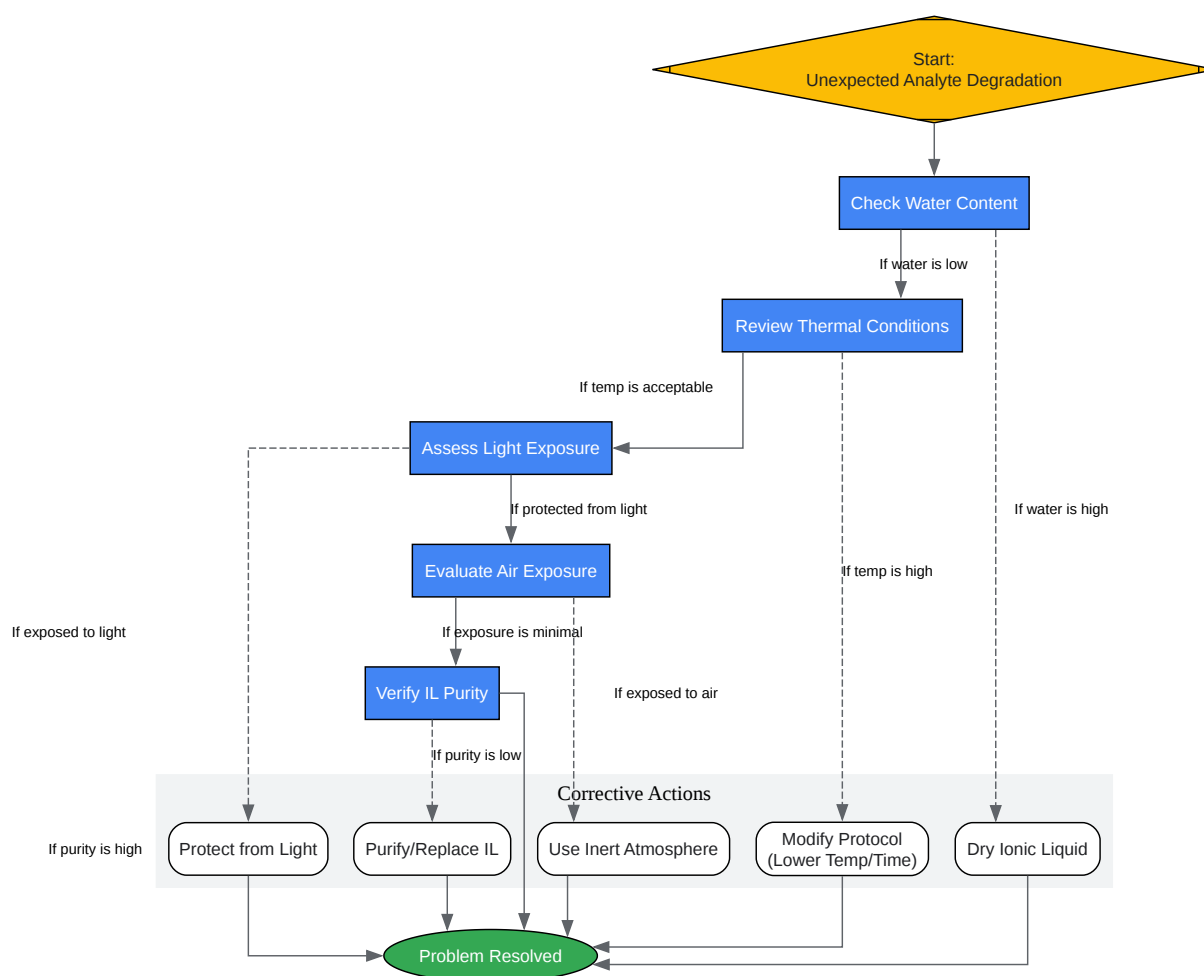 Start:
Unexpected Analyte Degradation
Check Water Content
If water is low
Review Thermal Conditions
If temp is acceptable
Assess Light Exposure
If protected from light
If water is high
Evaluate Air Exposure
If temp is high
If exposed to light
If exposure is minimal
Verify IL Purity
If exposed to air
If purity is low
Corrective Actions
If purity is high
Protect from Light
Purify/Replace IL
Use Inert Atmosphere
Modify Protocol
(Lower Temp/Time)
Dry Ionic Liquid
Problem Resolved